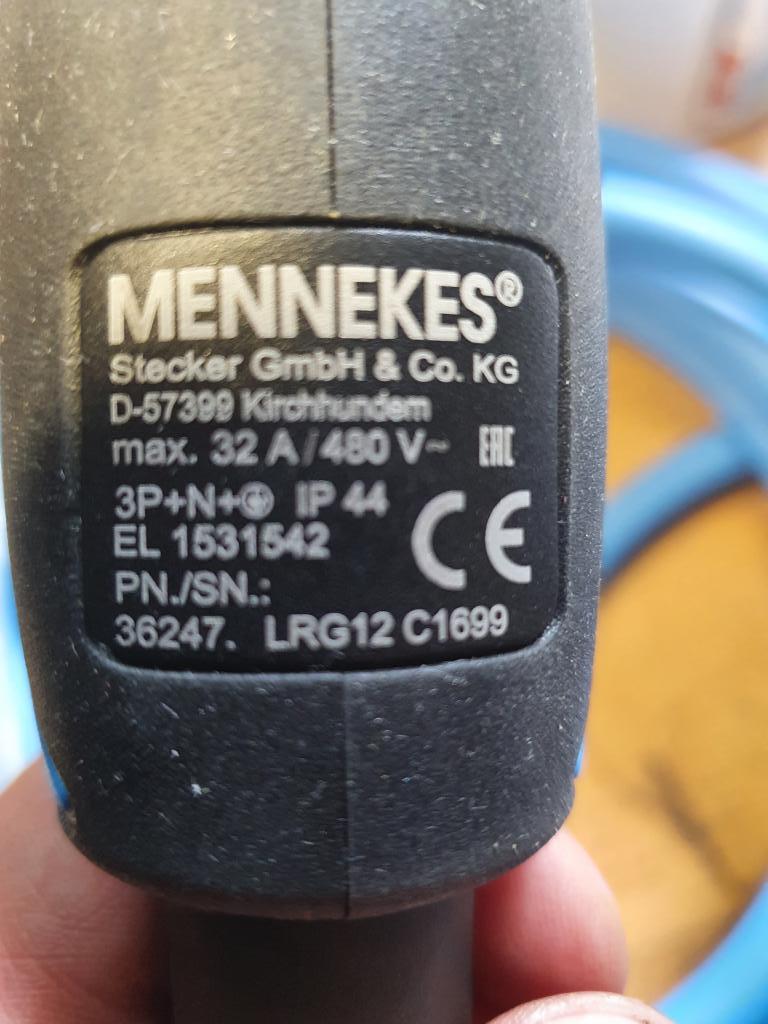 MENNEKES®
Stecker GmbH & Co. KG
D-57399 Kirchhundem
max. 32 A / 480 V~ EAC
3P+N+⏚ IP 44
EL 1531542 CE
PN./SN.:
36247. LRG12 C1699